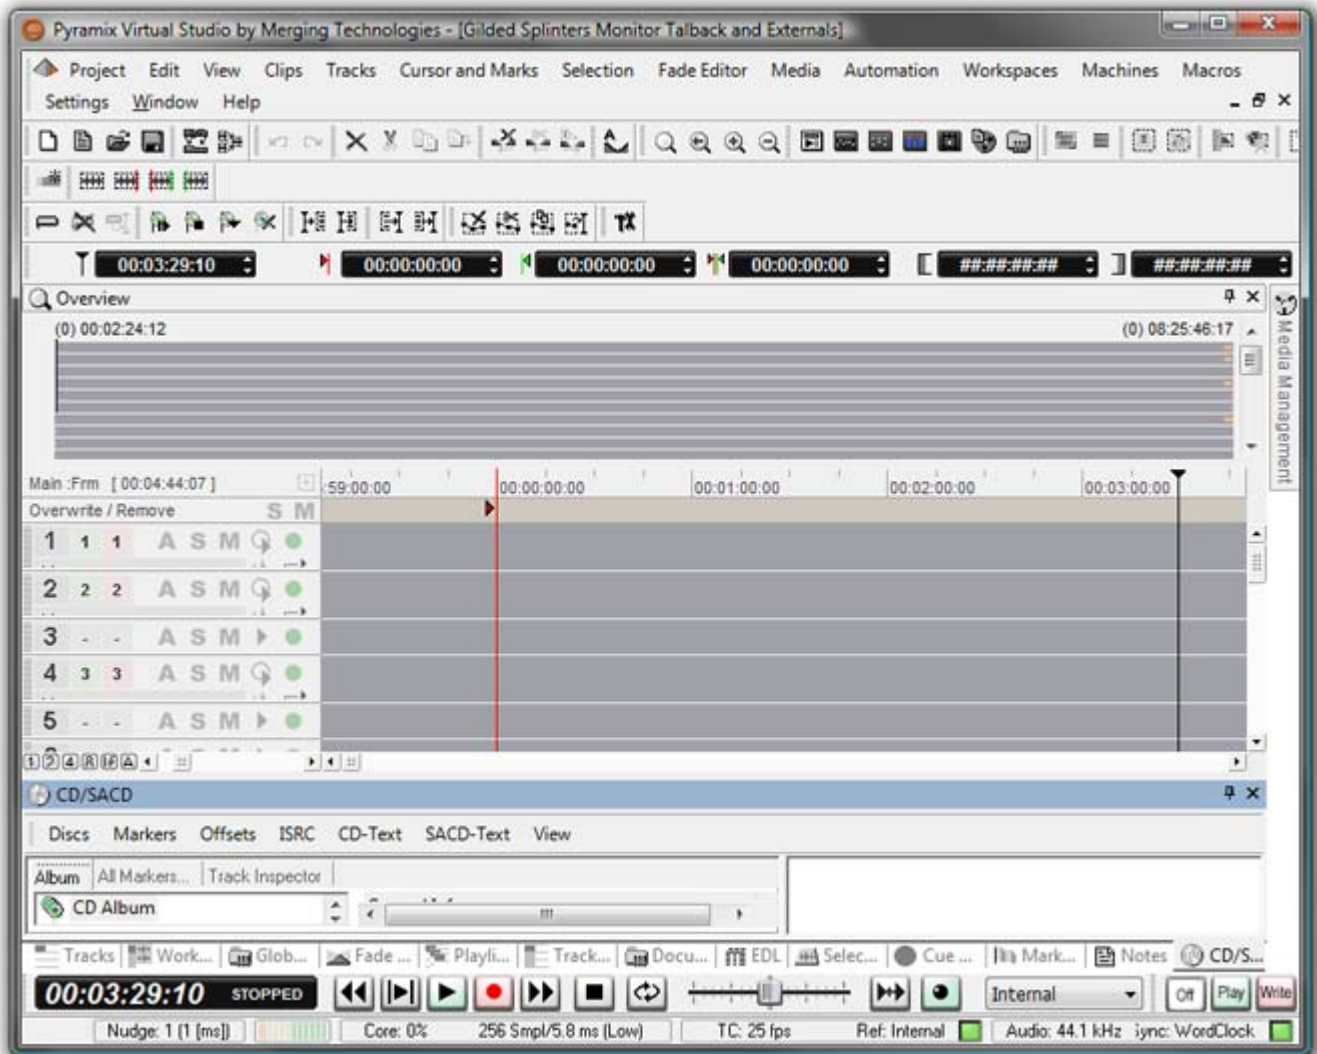 Pyramix Virtual Studio by Merging Technologies - [Gilded Splinters Monitor Talback and Externals]
Project Edit View Clips Tracks Cursor and Marks Selection Fade Editor Media Automation Workspaces Machines Macros
Settings Window Help
00:03:29:10 00:00:00:00 00:00:00:00 00:00:00:00 ##:##:##:## ##:##:##:##
Overview
Media Management
(0) 00:02:24:12 (0) 08:25:46:17
Main :Frm [ 00:04:44:07 ] :59:00:00 00:00:00:00 00:01:00:00 00:02:00:00 00:03:00:00
Overwrite / Remove S M
1 1 1 A S M
2 2 2 A S M
3 - - A S M
4 3 3 A S M
5 - - A S M
1 2 4 8 16 A
CD/SACD
Discs Markers Offsets ISRC CD-Text SACD-Text View
Album All Markers... Track Inspector
CD Album
Tracks Work... Glob... Fade ... Playli... Track... Docu... EDL Selec... Cue ... Mark... Notes CD/S...
00:03:29:10 STOPPED Internal Off Play Write
Nudge: 1 (1 [ms]) Core: 0% 256 Smpl/5.8 ms (Low) TC: 25 fps Ref: Internal Audio: 44.1 kHz Sync: WordClock